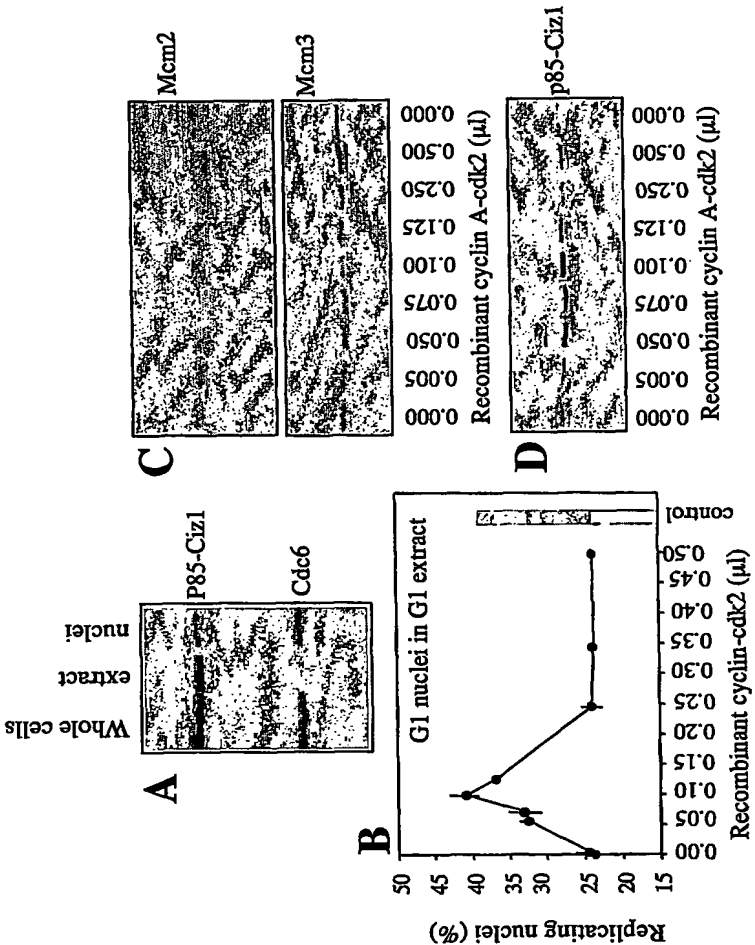 A
Whole cells
extract
nuclei
P85-Ciz1
Cdc6
B
G1 nuclei in G1 extract
Replicating nuclei (%)
50
45
40
35
30
25
15
0.00
0.05
0.10
0.15
0.20
0.25
0.30
0.35
0.40
0.45
0.50
control
Recombinant cyclin-cdk2 (µl)
C
Mcm2
Mcm3
0.000
0.005
0.050
0.075
0.100
0.125
0.250
0.500
0.000
Recombinant cyclin A-cdk2 (µl)
D
p85-Ciz1
0.000
0.005
0.050
0.075
0.100
0.125
0.250
0.500
0.000
Recombinant cyclin A-cdk2 (µl)